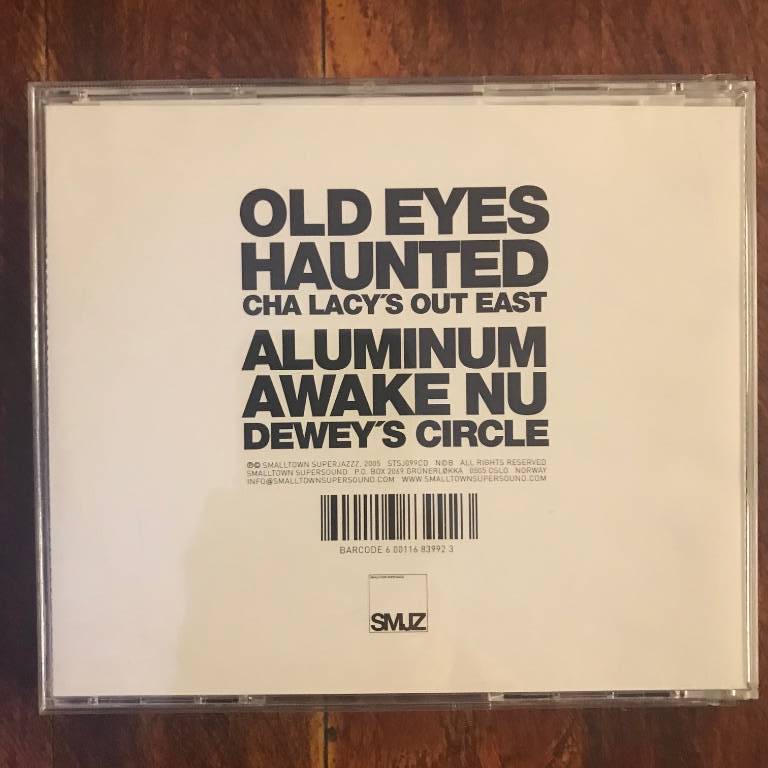 OLD EYES
HAUNTED
CHA LACY´S OUT EAST
ALUMINUM
AWAKE NU
DEWEY´S CIRCLE
℗© SMALLTOWN SUPERJAZZZ, 2005 STSJ099CD N©B ALL RIGHTS RESERVED
SMALLTOWN SUPERSOUND P.O. BOX 2069 GRÜNERLØKKA 0505 OSLO NORWAY
INFO@SMALLTOWNSUPERSOUND.COM WWW.SMALLTOWNSUPERSOUND.COM
BARCODE 6 00116 83992 3
SMJZ